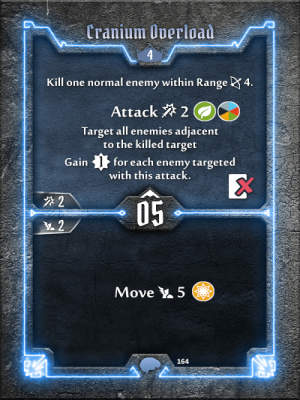 Cranium Overload
4
Kill one normal enemy within Range 4.
Attack 2
Target all enemies adjacent
to the killed target
Gain 1 for each enemy targeted
with this attack.
2
05
2
Move 5
164